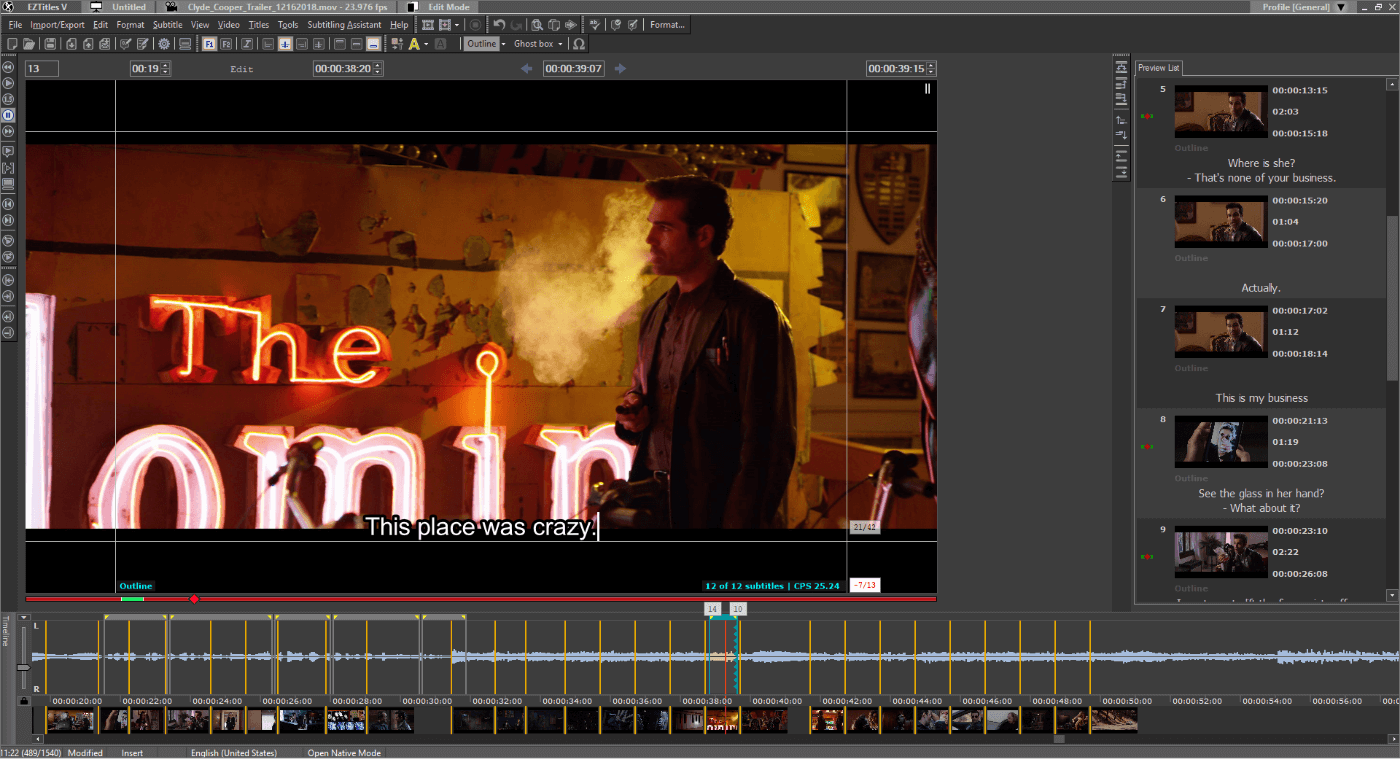 EZTitles V
Untitled
Clyde_Cooper_Trailer_12162018.mov - 23.976 fps
Edit Mode
Profile [General]
File Import/Export Edit Format Subtitle View Video Titles Tools Subtitling Assistant Help
Format...
F1 F2
Outline
Ghost box
13
00:19
Edit
00:00:38:20
00:00:39:07
00:00:39:15
The
lomin
This place was crazy.
21/42
Outline
12 of 12 subtitles | CPS 25.24
-7/13
Preview List
5
00:00:13:15
02:03
00:00:15:18
Outline
Where is she?
- That's none of your business.
6
00:00:15:20
01:04
00:00:17:00
Outline
Actually.
7
00:00:17:02
01:12
00:00:18:14
Outline
This is my business
8
00:00:21:13
01:19
00:00:23:08
Outline
See the glass in her hand?
- What about it?
9
00:00:23:10
02:22
00:00:26:08
Outline
Timeline
14 10
L
R
00:00:20:00 00:00:22:00 00:00:24:00 00:00:26:00 00:00:28:00 00:00:30:00 00:00:32:00 00:00:34:00 00:00:36:00 00:00:38:00 00:00:40:00 00:00:42:00 00:00:44:00 00:00:46:00 00:00:48:00 00:00:50:00 00:00:52:00 00:00:54:00 00:00:56:00
11:22 (489/1540) Modified Insert English (United States) Open Native Mode